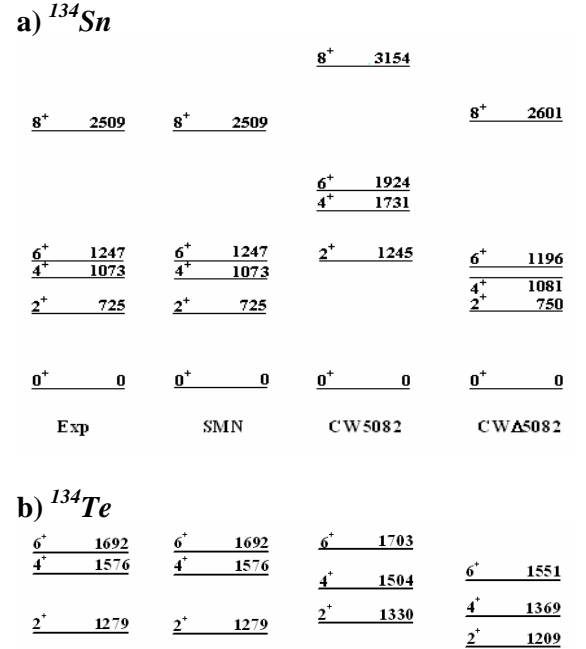 a) ¹³⁴Sn
8⁺ 3154
8⁺ 2509 8⁺ 2509 8⁺ 2601
6⁺ 1924
4⁺ 1731
6⁺ 1247 6⁺ 1247 2⁺ 1245 6⁺ 1196
4⁺ 1073 4⁺ 1073 4⁺ 1081
2⁺ 725 2⁺ 725 2⁺ 750
0⁺ 0 0⁺ 0 0⁺ 0 0⁺ 0
Exp SMN CW5082 CWΔ5082
b) ¹³⁴Te
6⁺ 1692 6⁺ 1692 6⁺ 1703
4⁺ 1576 4⁺ 1576 4⁺ 1504 6⁺ 1551
2⁺ 1279 2⁺ 1279 2⁺ 1330 4⁺ 1369
2⁺ 1209